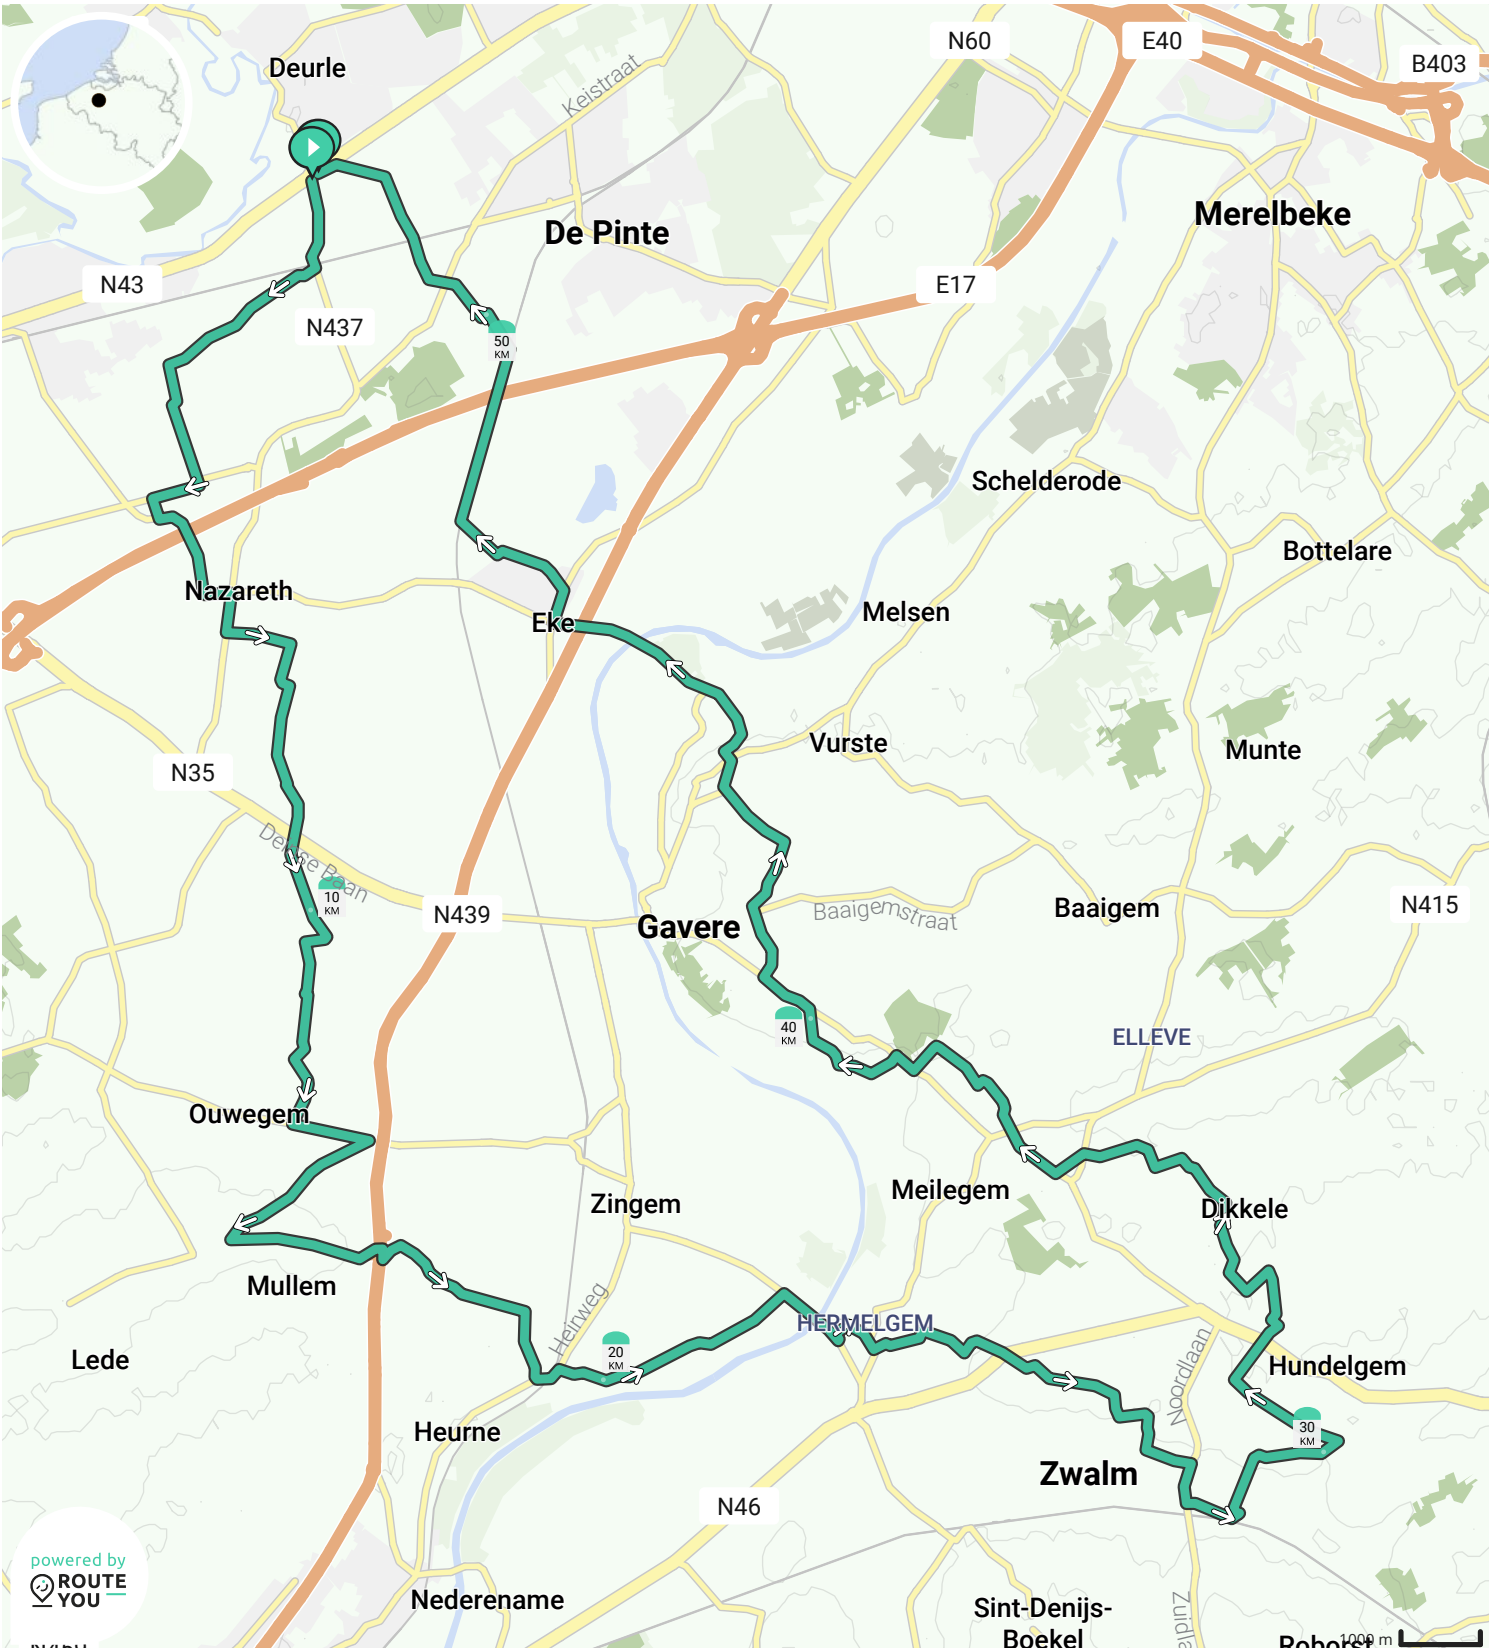 N60
E40
B403
Deurle
Keistraat
De Pinte
Merelbeke
N43
E17
N437
50
KM
Schelderode
Bottelare
Nazareth
Eke
Melsen
Vurste
Munte
N35
Deinse Baan
10
KM
N439
Gavere
Baaigemstraat
Baaigem
N415
40
KM
ELLEVE
Ouwegem
Meilegem
Zingem
Dikkele
Mullem
Heirweg
HERMELGEM
Lede
20
KM
Noordlaan
Hundelgem
Heurne
30
KM
Zwalm
N46
powered by
ROUTE
YOU
Nederename
Sint-Denijs-
Boekel
1000 m